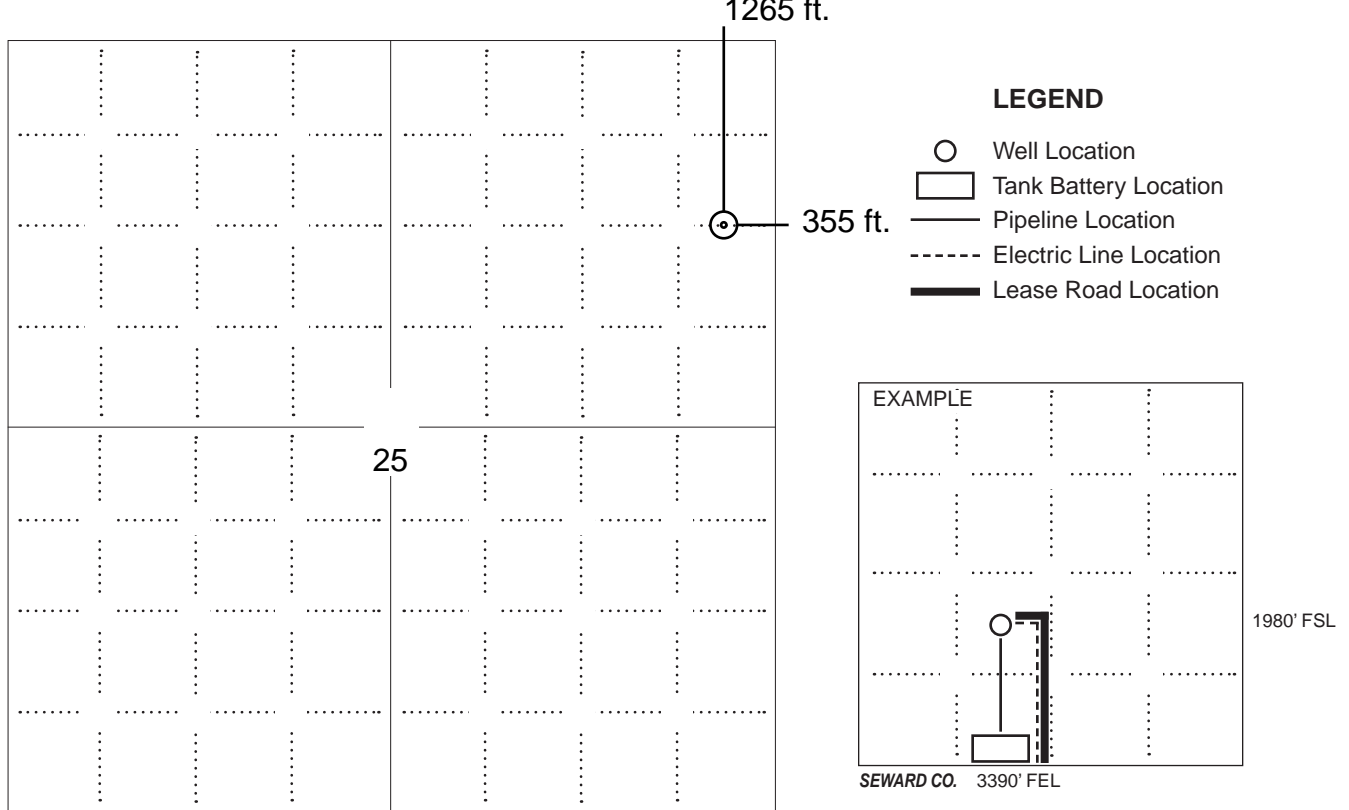 1265 ft.
355 ft.
25
LEGEND
Well Location
Tank Battery Location
Pipeline Location
Electric Line Location
Lease Road Location
EXAMPLE
1980' FSL
SEWARD CO. 3390' FEL